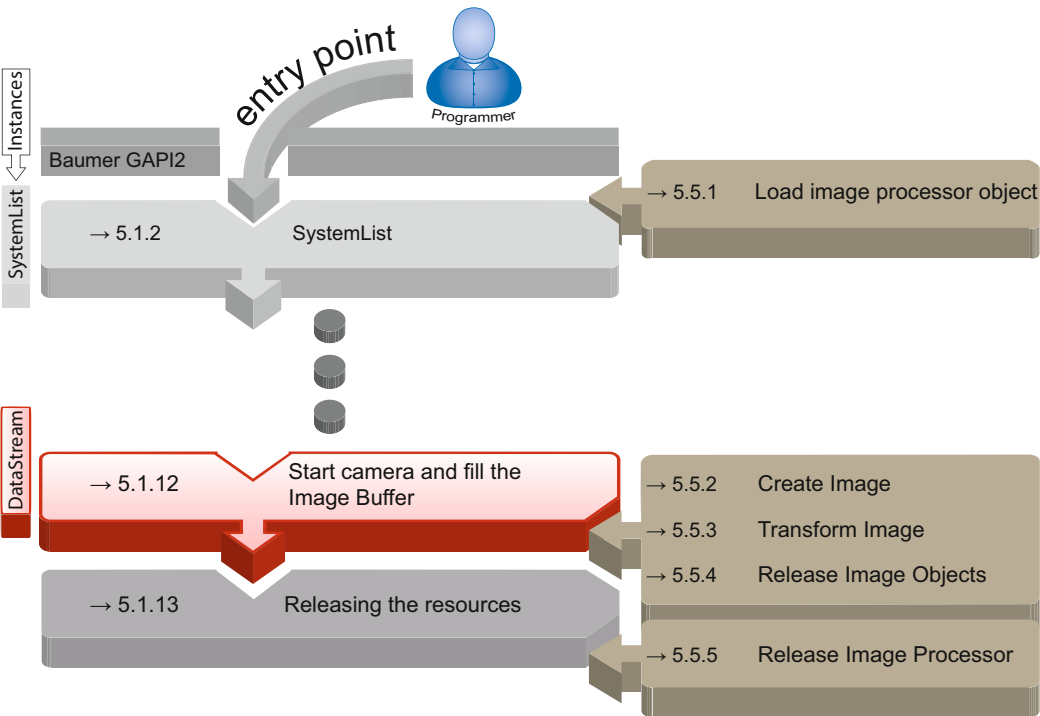 entry point
Programmer
Instances
Baumer GAPI2
SystemList
→ 5.1.2 SystemList
→ 5.5.1 Load image processor object
DataStream
→ 5.1.12 Start camera and fill the
Image Buffer
→ 5.5.2 Create Image
→ 5.5.3 Transform Image
→ 5.5.4 Release Image Objects
→ 5.1.13 Releasing the resources
→ 5.5.5 Release Image Processor